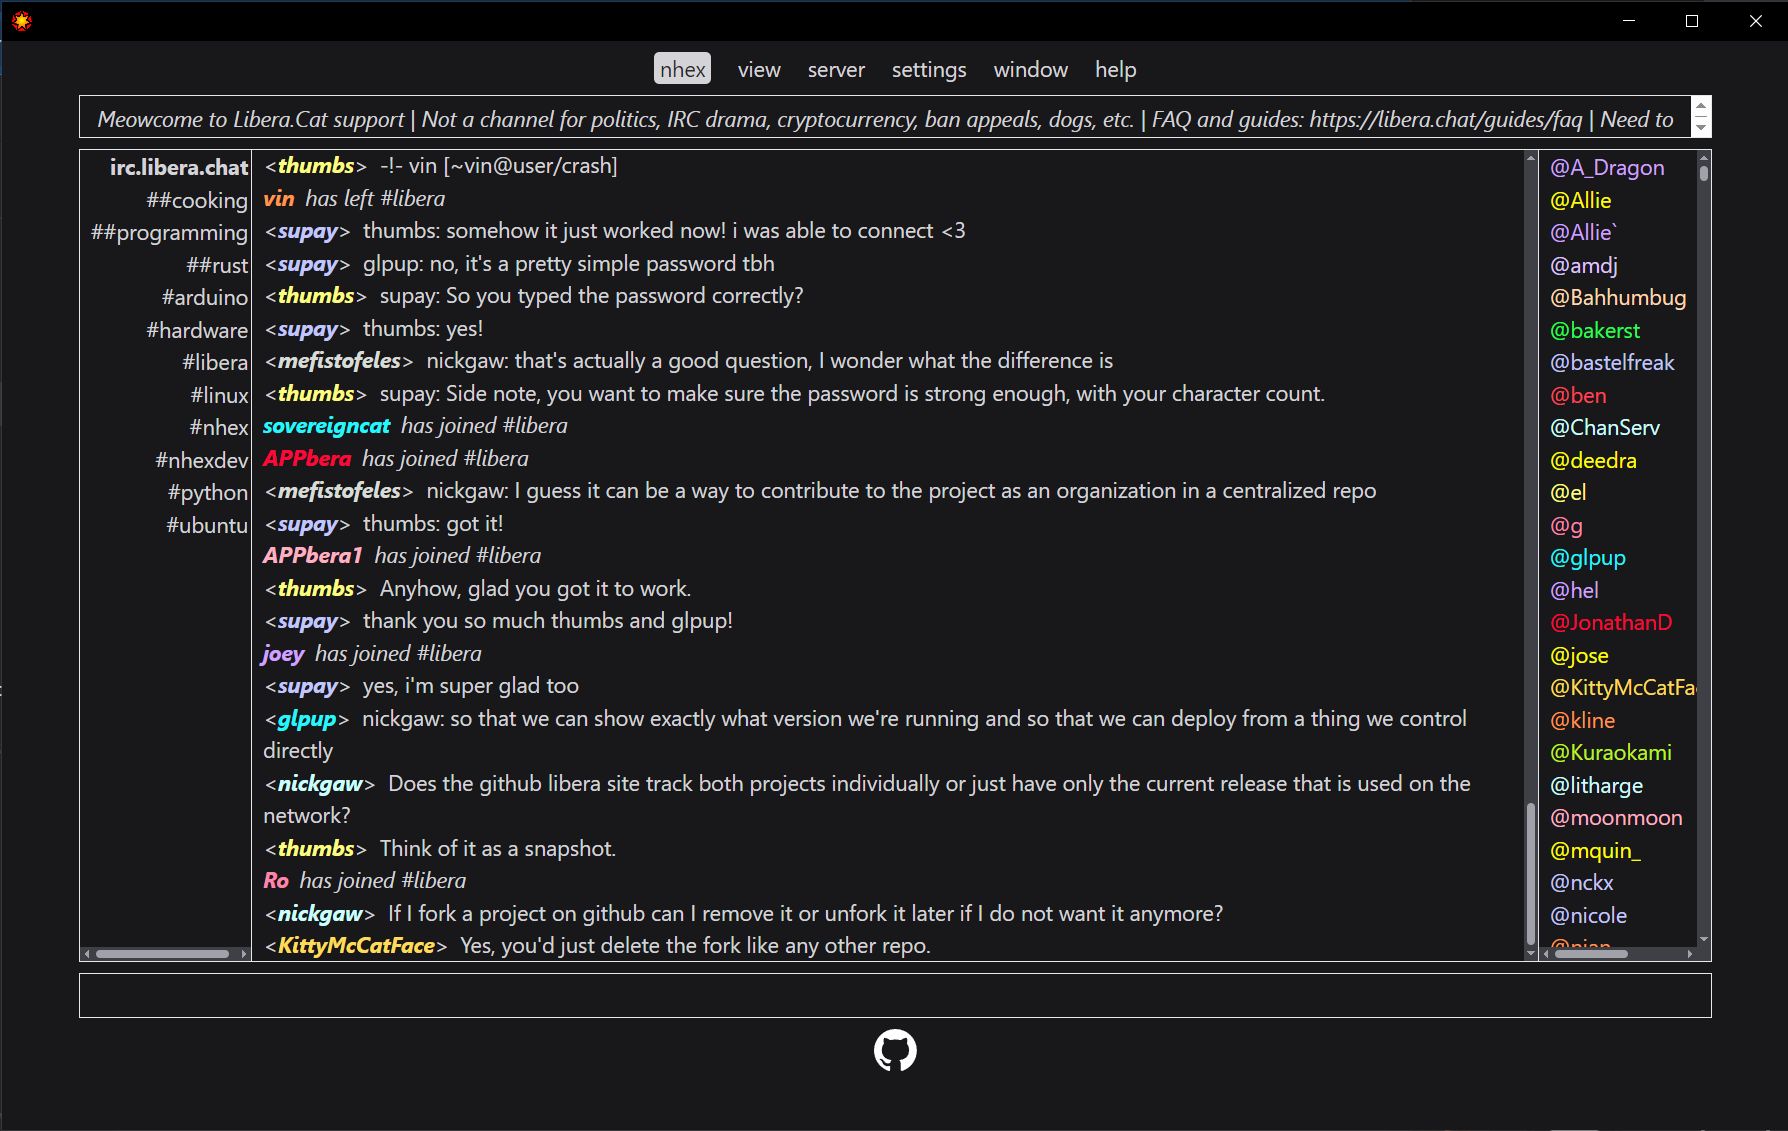 nhex view server settings window help
Meowcome to Libera.Cat support | Not a channel for politics, IRC drama, cryptocurrency, ban appeals, dogs, etc. | FAQ and guides: https://libera.chat/guides/faq | Need to
irc.libera.chat
##cooking
##programming
##rust
#arduino
#hardware
#libera
#linux
#nhex
#nhexdev
#python
#ubuntu
<thumbs> -!- vin [~vin@user/crash]
vin has left #libera
<supay> thumbs: somehow it just worked now! i was able to connect <3
<supay> glpup: no, it's a pretty simple password tbh
<thumbs> supay: So you typed the password correctly?
<supay> thumbs: yes!
<mefistofeles> nickgaw: that's actually a good question, I wonder what the difference is
<thumbs> supay: Side note, you want to make sure the password is strong enough, with your character count.
sovereigncat has joined #libera
APPbera has joined #libera
<mefistofeles> nickgaw: I guess it can be a way to contribute to the project as an organization in a centralized repo
<supay> thumbs: got it!
APPbera1 has joined #libera
<thumbs> Anyhow, glad you got it to work.
<supay> thank you so much thumbs and glpup!
joey has joined #libera
<supay> yes, i'm super glad too
<glpup> nickgaw: so that we can show exactly what version we're running and so that we can deploy from a thing we control
directly
<nickgaw> Does the github libera site track both projects individually or just have only the current release that is used on the
network?
<thumbs> Think of it as a snapshot.
Ro has joined #libera
<nickgaw> If I fork a project on github can I remove it or unfork it later if I do not want it anymore?
<KittyMcCatFace> Yes, you'd just delete the fork like any other repo.
@A_Dragon
@Allie
@Allie`
@amdj
@Bahhumbug
@bakerst
@bastelfreak
@ben
@ChanServ
@deedra
@el
@g
@glpup
@hel
@JonathanD
@jose
@KittyMcCatFa
@kline
@Kuraokami
@litharge
@moonmoon
@mquin_
@nckx
@nicole